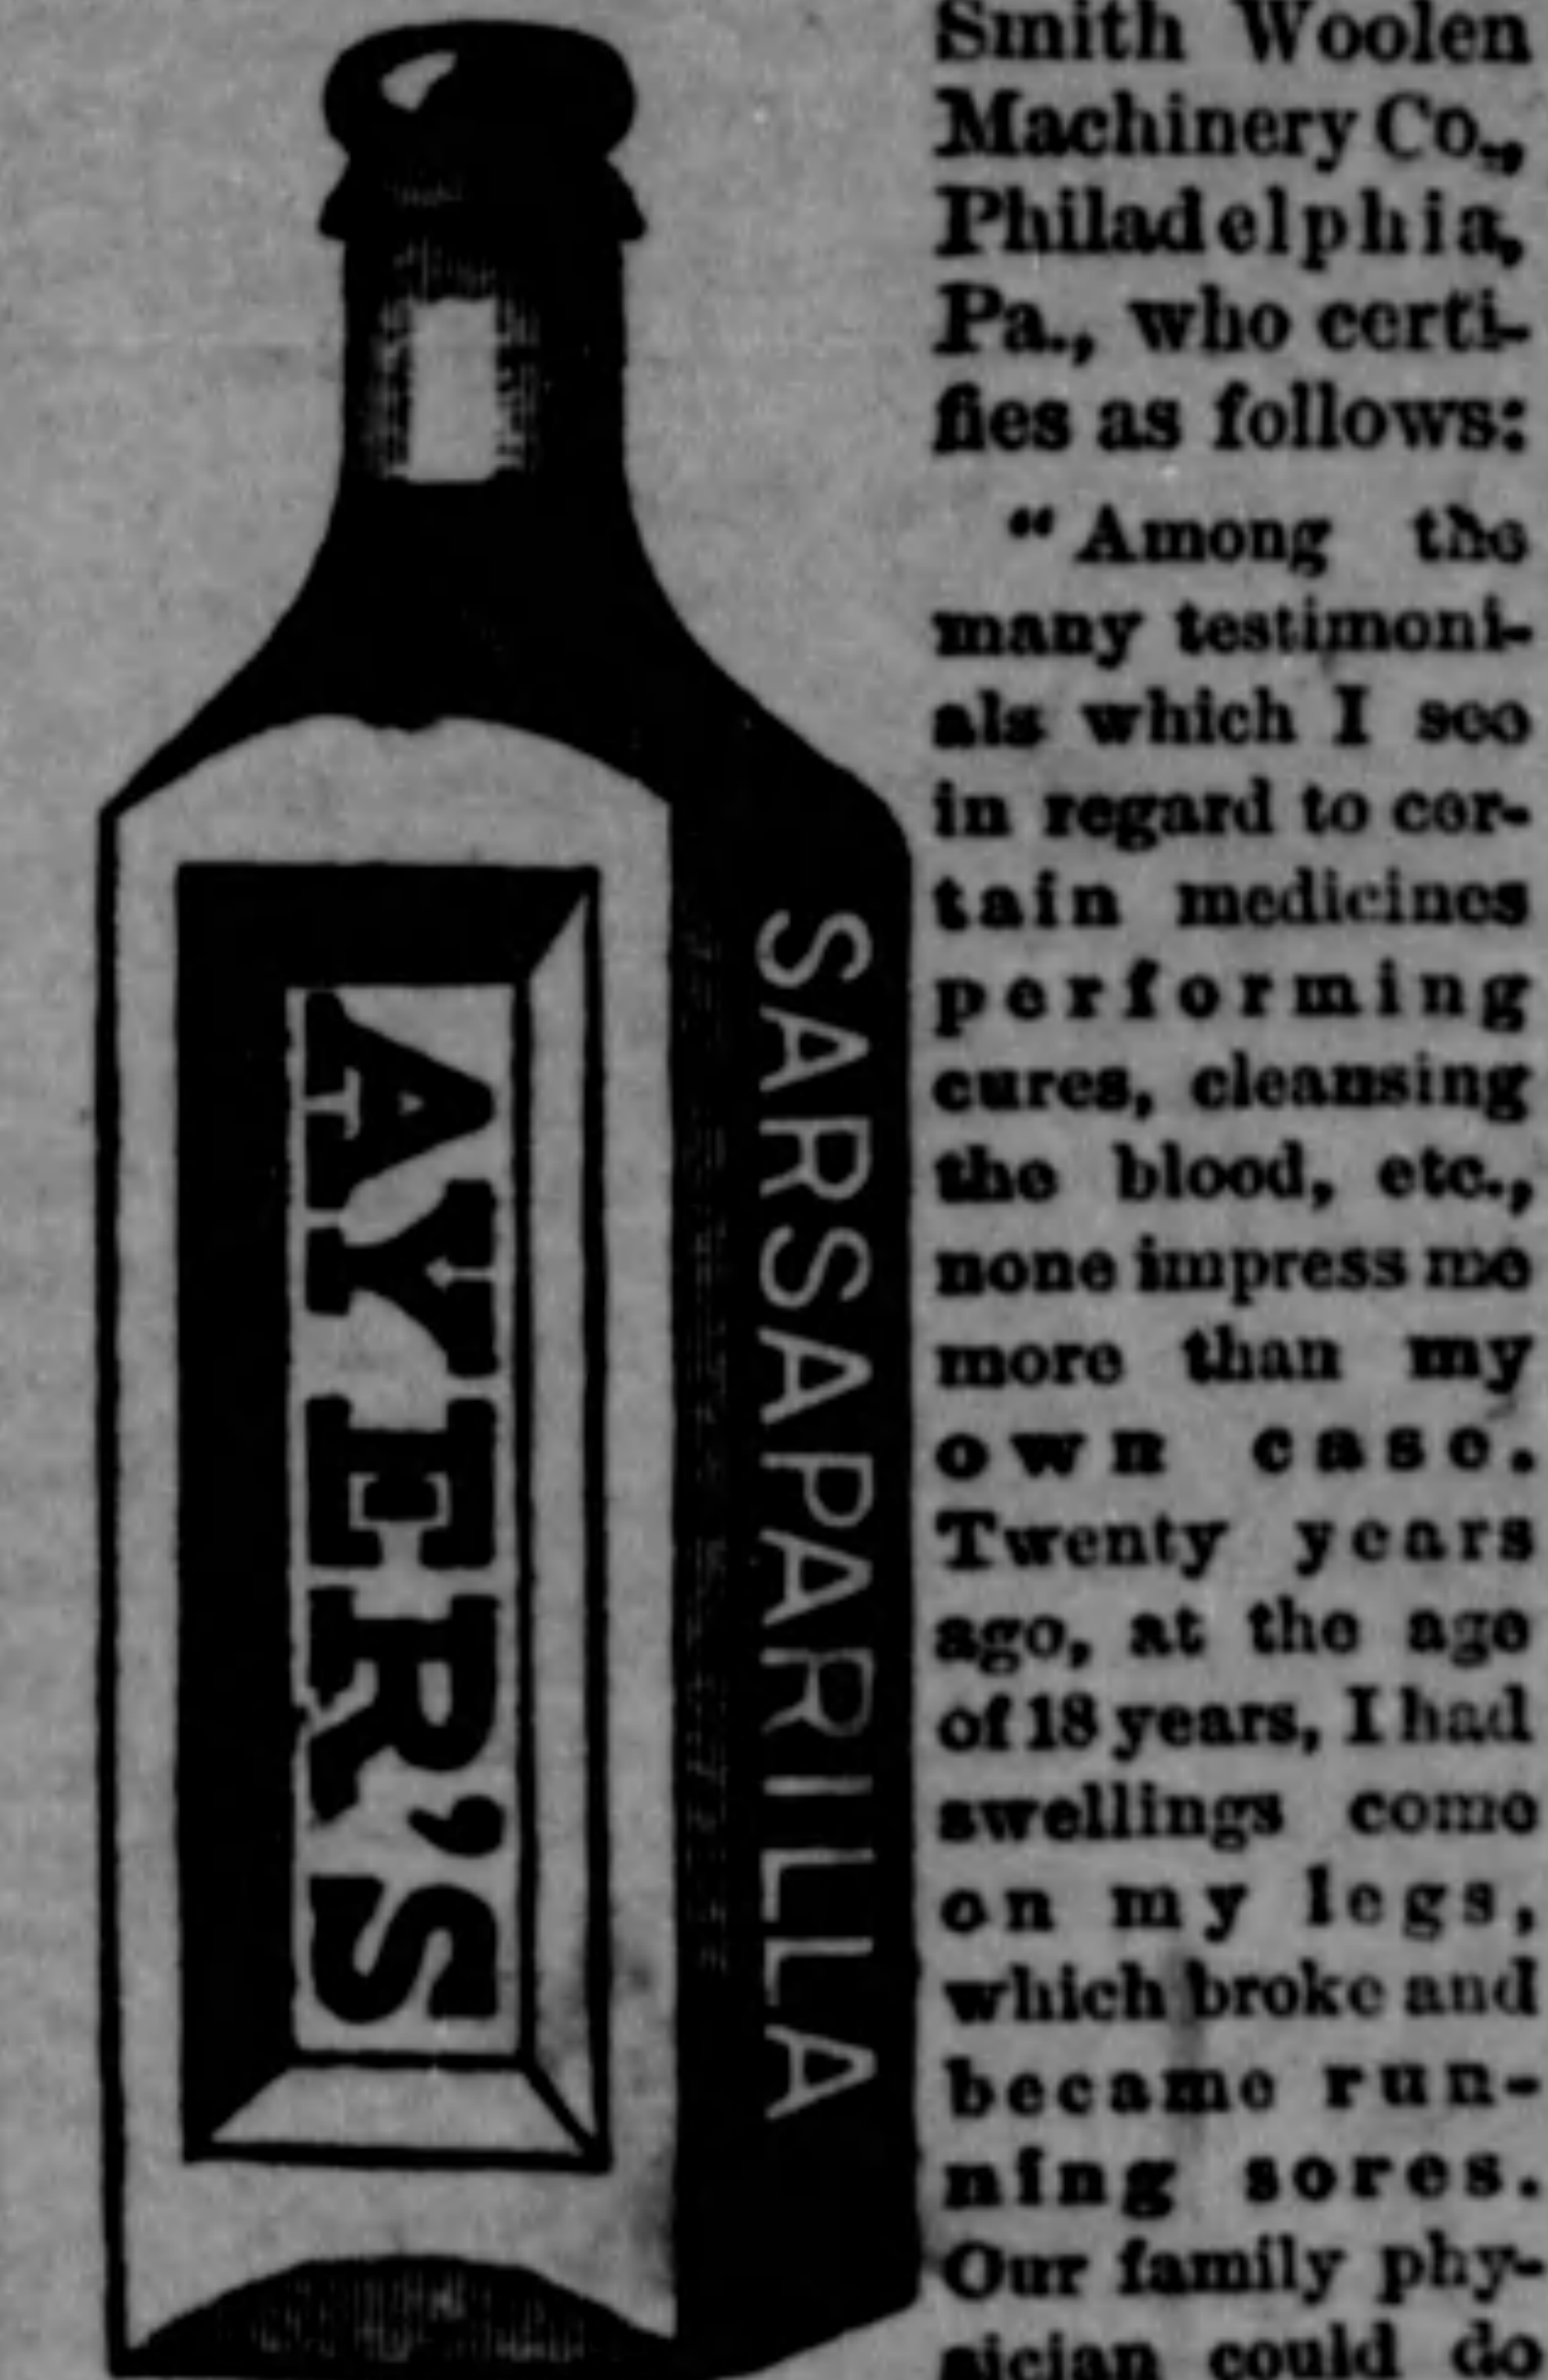 AYER'S
SARSAPARILLA
Smith Woolen
Machinery Co.,
Philadelphia,
Pa., who certi-
fies as follows:
“Among the
many testimoni-
als which I see
in regard to cer-
tain medicines
performing
cures, cleansing
the blood, etc.,
none impress me
more than my
own case.
Twenty years
ago, at the age
of 18 years, I had
swellings come
on my legs,
which broke and
became run-
ning sores.
Our family phy-
sician could do